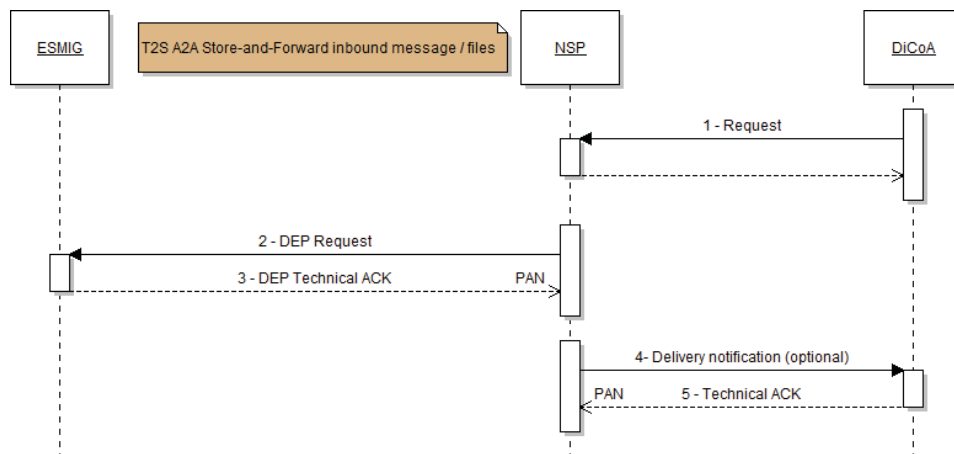 ESMIG
T2S A2A Store-and-Forward inbound message / files
NSP
DiCoA
1 - Request
2 - DEP Request
3 - DEP Technical ACK
PAN
4- Delivery notification (optional)
PAN
5 - Technical ACK